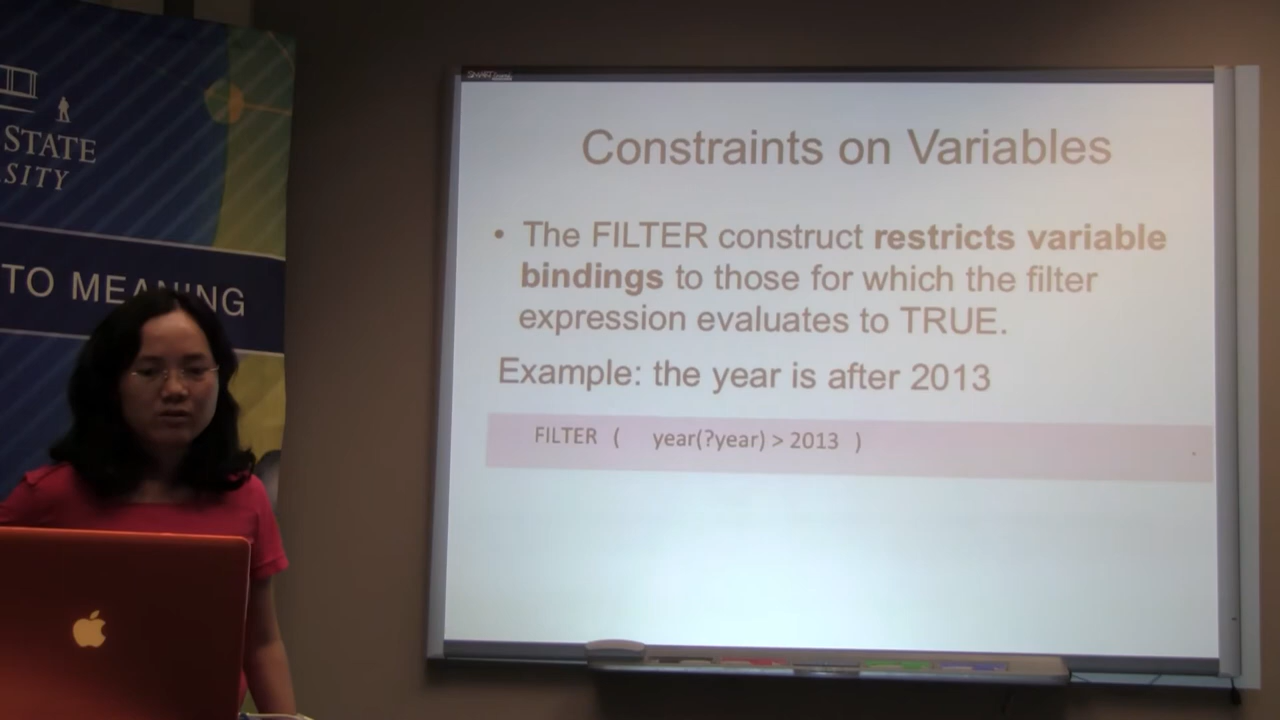 STATE
SITY
TO MEANING
Constraints on Variables
• The FILTER construct restricts variable
bindings to those for which the filter
expression evaluates to TRUE.
Example: the year is after 2013
FILTER ( year(?year) > 2013 )